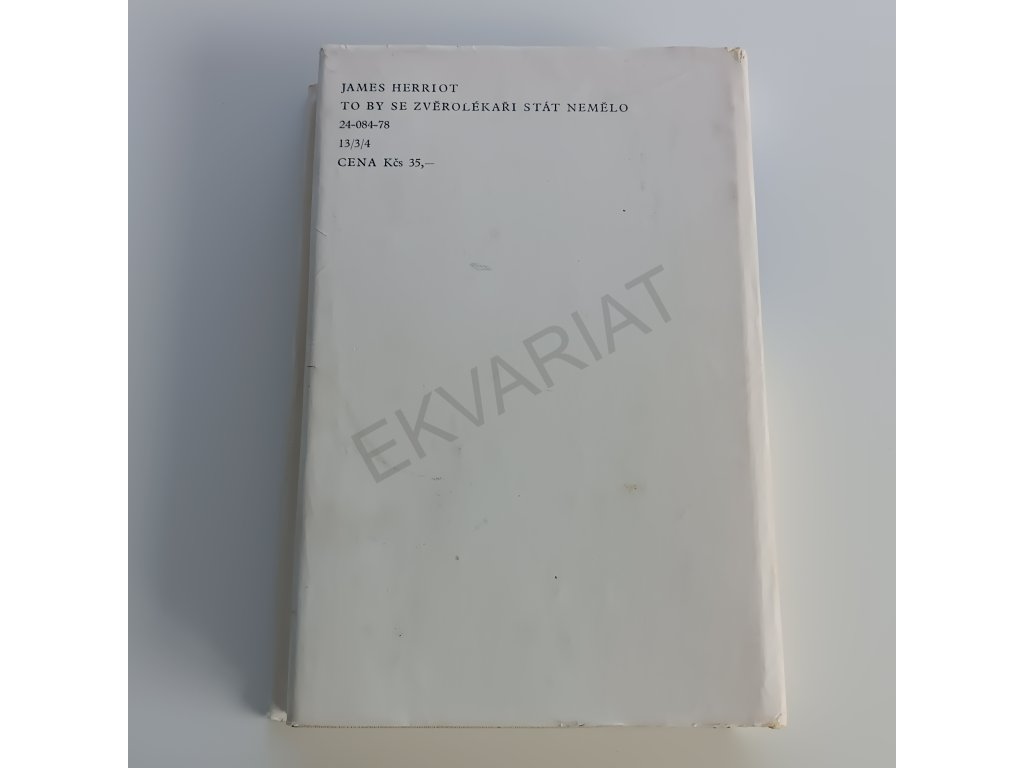 JAMES HERRIOT
TO BY SE ZVĚROLÉKAŘI STÁT NEMĚLO
24-084-78
13/3/4
CENA Kčs 35,—
EKVARIAT